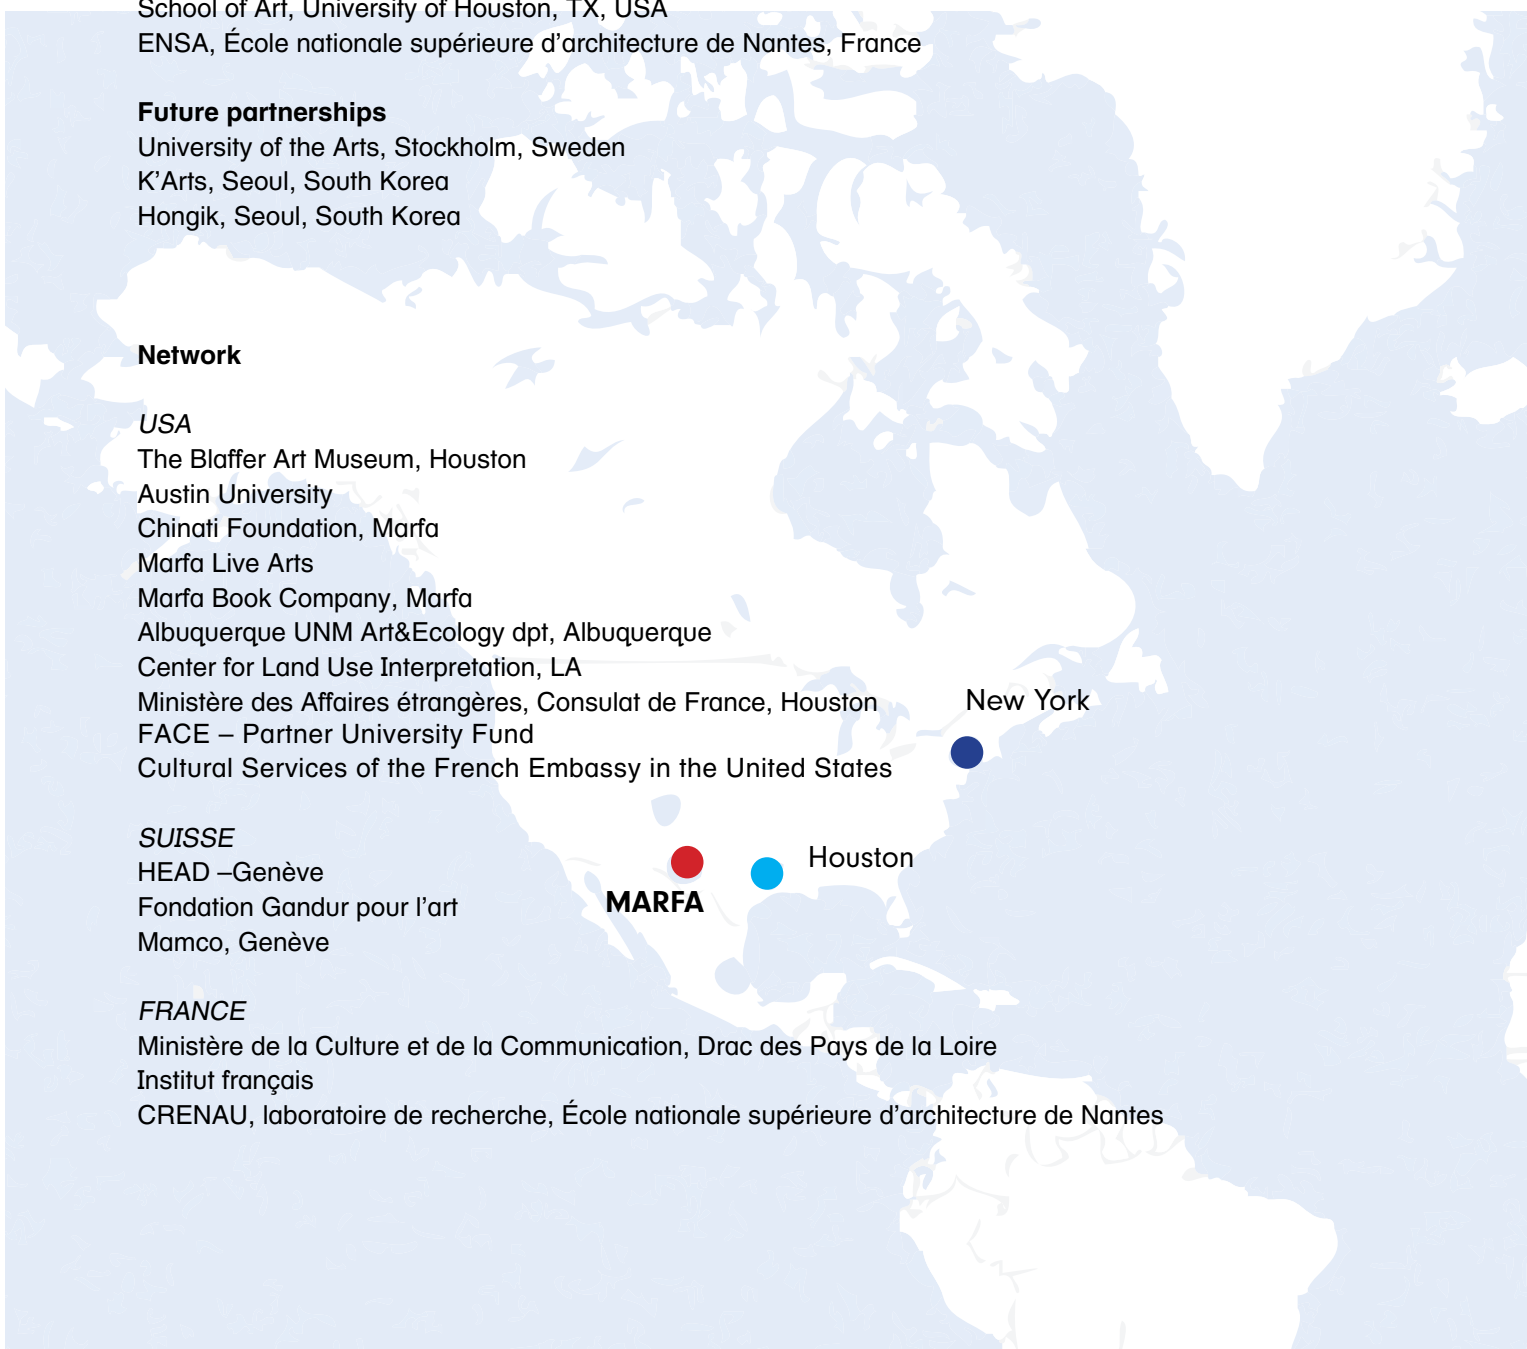 School of Art, University of Houston, TX, USA
ENSA, École nationale supérieure d’architecture de Nantes, France
Future partnerships
University of the Arts, Stockholm, Sweden
K’Arts, Seoul, South Korea
Hongik, Seoul, South Korea
Network
USA
The Blaffer Art Museum, Houston
Austin University
Chinati Foundation, Marfa
Marfa Live Arts
Marfa Book Company, Marfa
Albuquerque UNM Art&Ecology dpt, Albuquerque
Center for Land Use Interpretation, LA
Ministère des Affaires étrangères, Consulat de France, Houston
FACE – Partner University Fund
Cultural Services of the French Embassy in the United States
SUISSE
HEAD –Genève
Fondation Gandur pour l’art
Mamco, Genève
FRANCE
Ministère de la Culture et de la Communication, Drac des Pays de la Loire
Institut français
CRENAU, laboratoire de recherche, École nationale supérieure d’architecture de Nantes
New York
Houston
MARFA